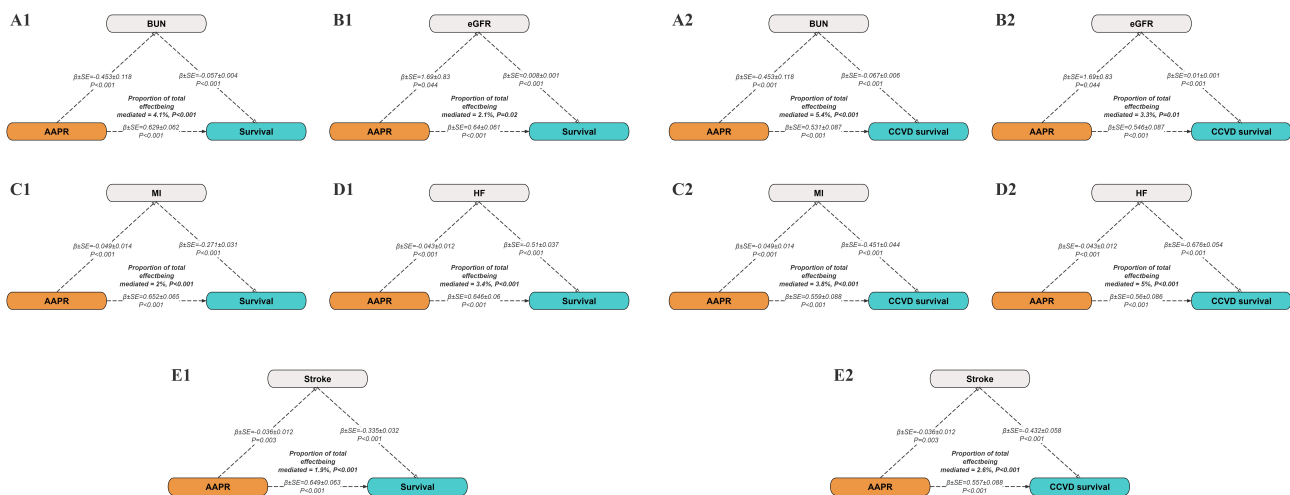 A1
BUN
β±SE=-0.453±0.118
P<0.001
β±SE=-0.057±0.004
P<0.001
Proportion of total
effectbeing
mediated = 4.1%, P<0.001
AAPR
β±SE=0.629±0.062
P<0.001
Survival
B1
eGFR
β±SE=1.69±0.83
P=0.044
β±SE=0.008±0.001
P<0.001
Proportion of total
effectbeing
mediated = 2.1%, P=0.02
AAPR
β±SE=0.64±0.061
P<0.001
Survival
A2
BUN
β±SE=-0.453±0.118
P<0.001
β±SE=-0.067±0.006
P<0.001
Proportion of total
effectbeing
mediated = 5.4%, P<0.001
AAPR
β±SE=0.531±0.087
P<0.001
CCVD survival
B2
eGFR
β±SE=1.69±0.83
P=0.044
β±SE=0.01±0.001
P<0.001
Proportion of total
effectbeing
mediated = 3.3%, P=0.01
AAPR
β±SE=0.546±0.087
P<0.001
CCVD survival
C1
MI
β±SE=-0.049±0.014
P<0.001
β±SE=-0.271±0.031
P<0.001
Proportion of total
effectbeing
mediated = 2%, P<0.001
AAPR
β±SE=0.652±0.065
P<0.001
Survival
D1
HF
β±SE=-0.043±0.012
P<0.001
β±SE=-0.51±0.037
P<0.001
Proportion of total
effectbeing
mediated = 3.4%, P<0.001
AAPR
β±SE=0.646±0.06
P<0.001
Survival
C2
MI
β±SE=-0.049±0.014
P<0.001
β±SE=-0.451±0.044
P<0.001
Proportion of total
effectbeing
mediated = 3.8%, P<0.001
AAPR
β±SE=0.559±0.088
P<0.001
CCVD survival
D2
HF
β±SE=-0.043±0.012
P<0.001
β±SE=-0.676±0.054
P<0.001
Proportion of total
effectbeing
mediated = 5%, P<0.001
AAPR
β±SE=0.56±0.086
P<0.001
CCVD survival
E1
Stroke
β±SE=-0.036±0.012
P=0.003
β±SE=-0.335±0.032
P<0.001
Proportion of total
effectbeing
mediated = 1.9%, P<0.001
AAPR
β±SE=0.649±0.063
P<0.001
Survival
E2
Stroke
β±SE=-0.036±0.012
P=0.003
β±SE=-0.432±0.058
P<0.001
Proportion of total
effectbeing
mediated = 2.6%, P<0.001
AAPR
β±SE=0.557±0.088
P<0.001
CCVD survival